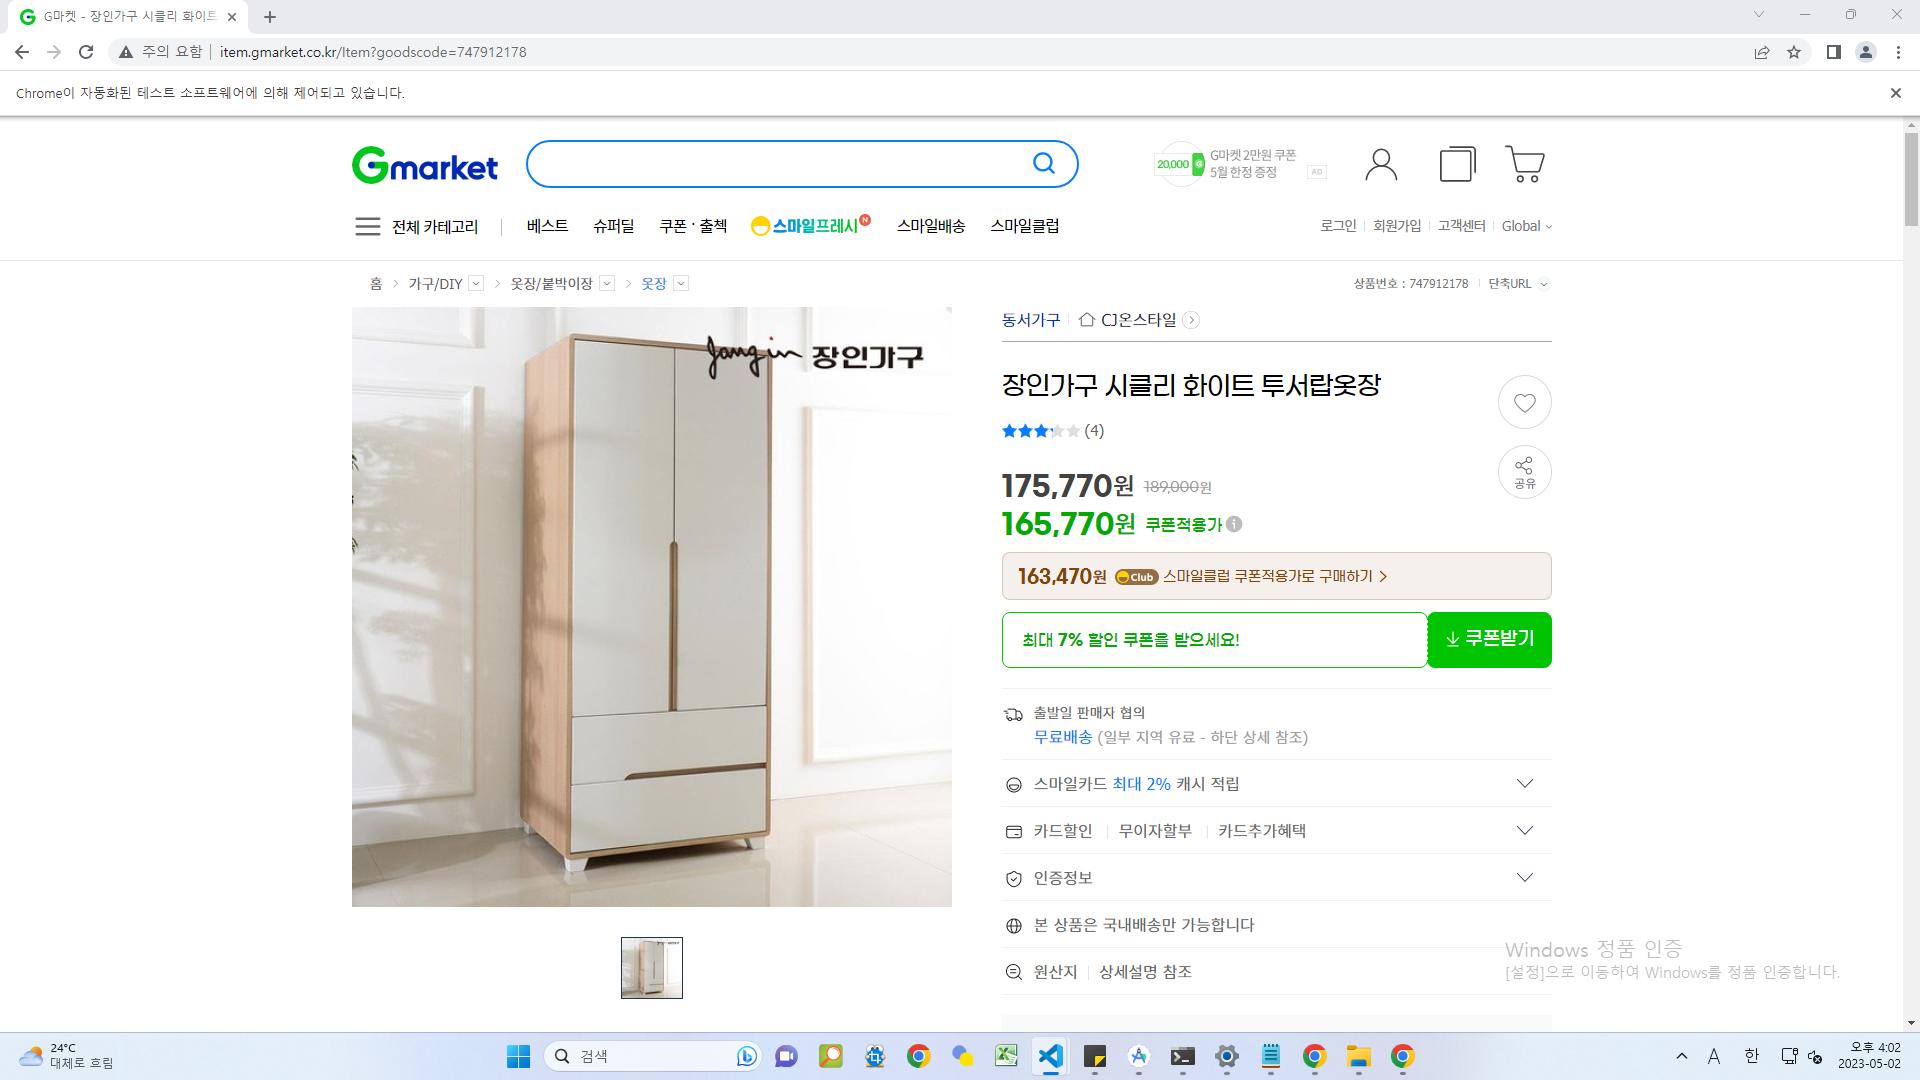 G마켓 - 장인가구 시클리 화이트
주의 요함
item.gmarket.co.kr/Item?goodscode=747912178
Chrome이 자동화된 테스트 소프트웨어에 의해 제어되고 있습니다.
Gmarket
20,000
G마켓 2만원 쿠폰
5월 한정 증정
AD
전체 카테고리
베스트
슈퍼딜
쿠폰 · 출첵
스마일프레시
N
스마일배송
스마일클럽
로그인
회원가입
고객센터
Global
홈 > 가구/DIY > 옷장/붙박이장 > 옷장
상품번호 : 747912178
단축URL
Jangin 장인가구
동서가구
CJ온스타일
장인가구 시클리 화이트 투서랍옷장
(4)
공유
175,770원 189,000원
165,770원 쿠폰적용가
163,470원 Club 스마일클럽 쿠폰적용가로 구매하기 >
최대 7% 할인 쿠폰을 받으세요!
쿠폰받기
출발일 판매자 협의
무료배송 (일부 지역 유료 - 하단 상세 참조)
스마일카드 최대 2% 캐시 적립
카드할인
무이자할부
카드추가혜택
인증정보
본 상품은 국내배송만 가능합니다
원산지
상세설명 참조
Windows 정품 인증
[설정]으로 이동하여 Windows를 정품 인증합니다.
24°C
대체로 흐림
검색
A
한
오후 4:02
2023-05-02